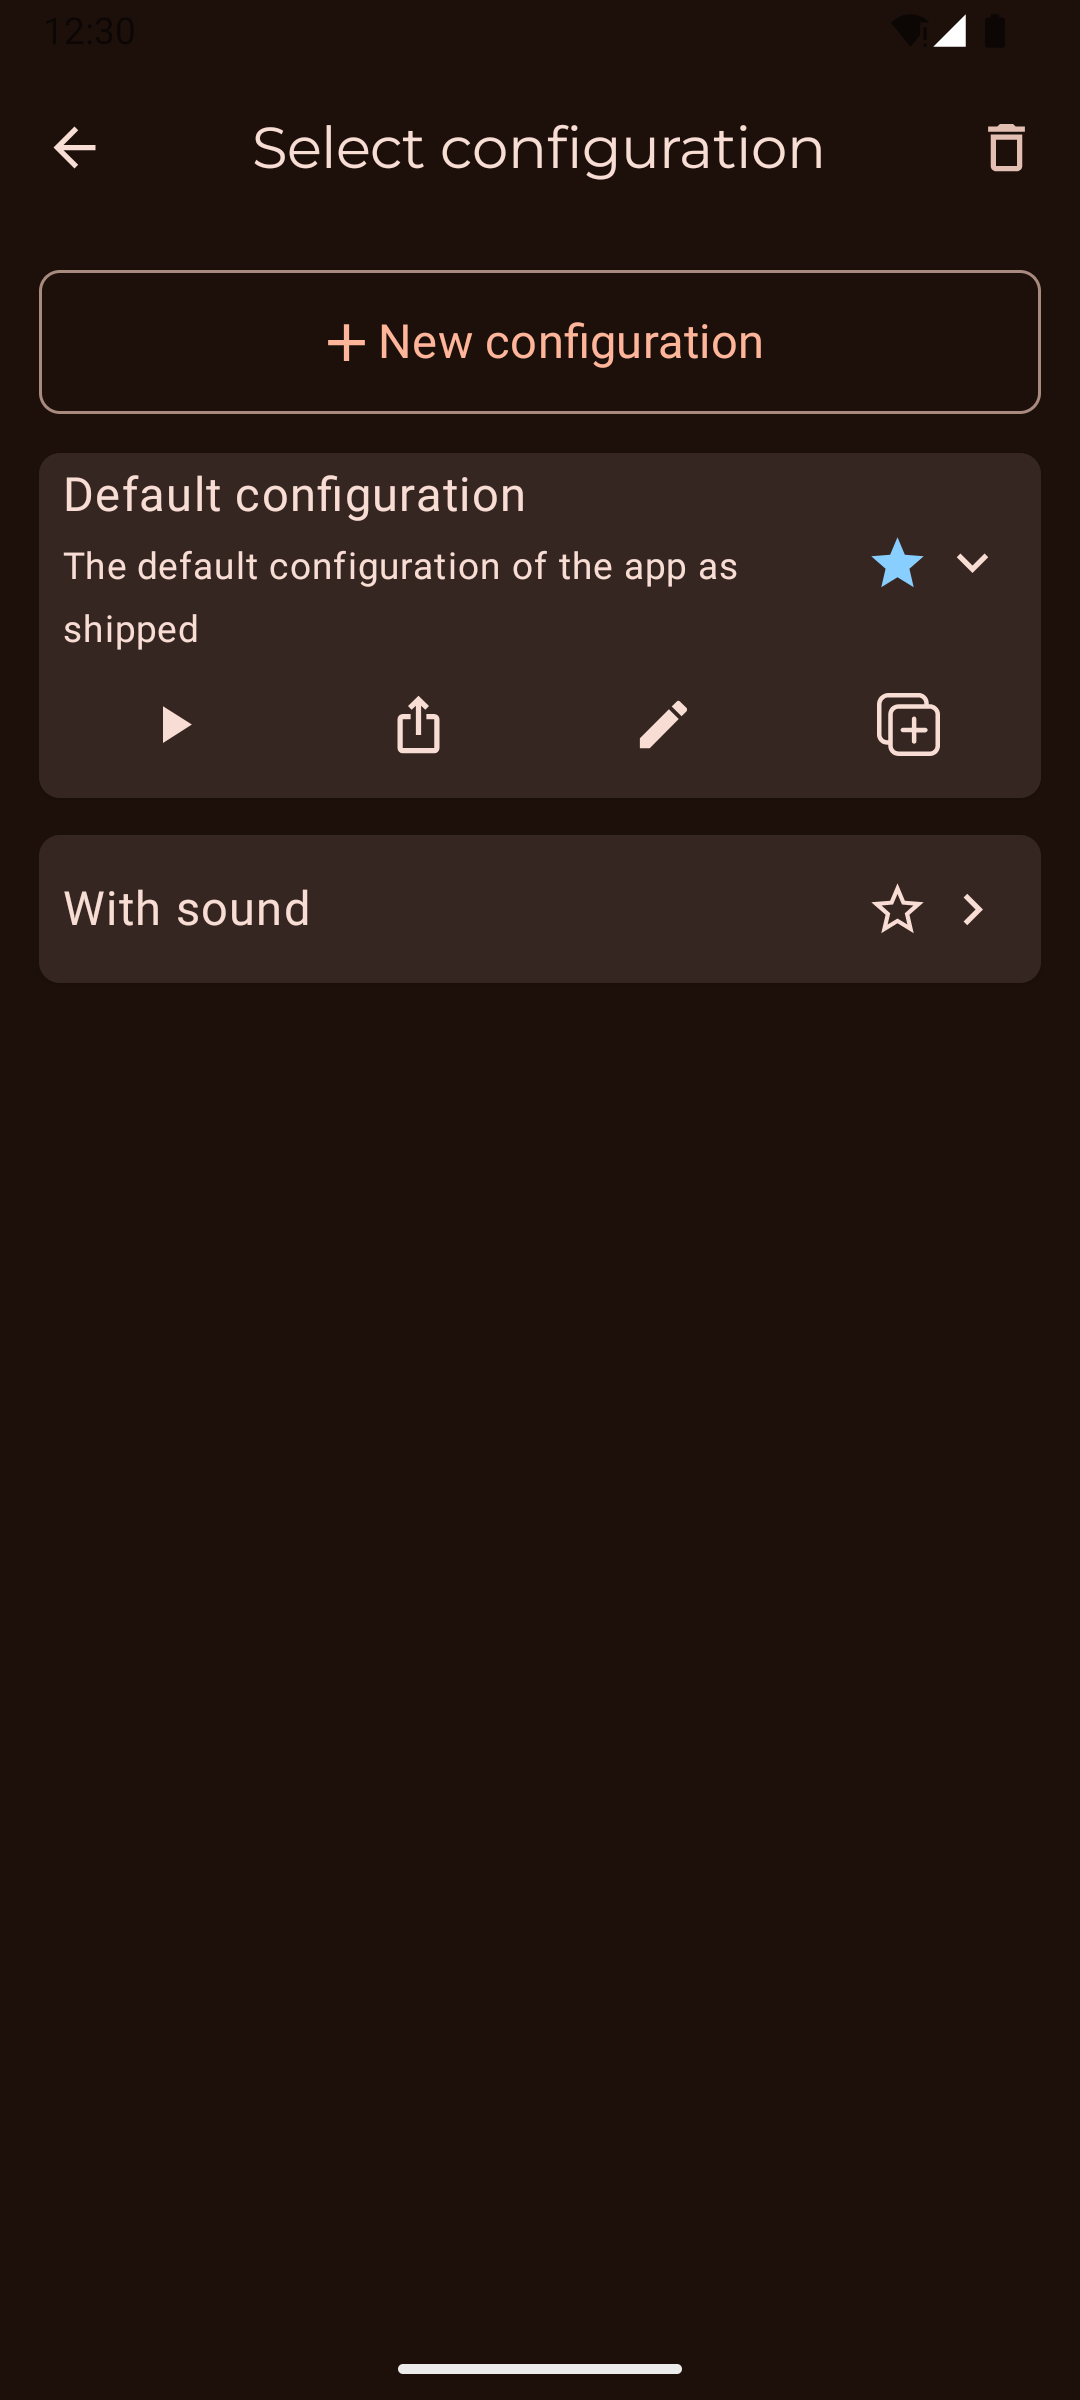 12:30
Select configuration
New configuration
Default configuration
The default configuration of the app as
shipped
With sound